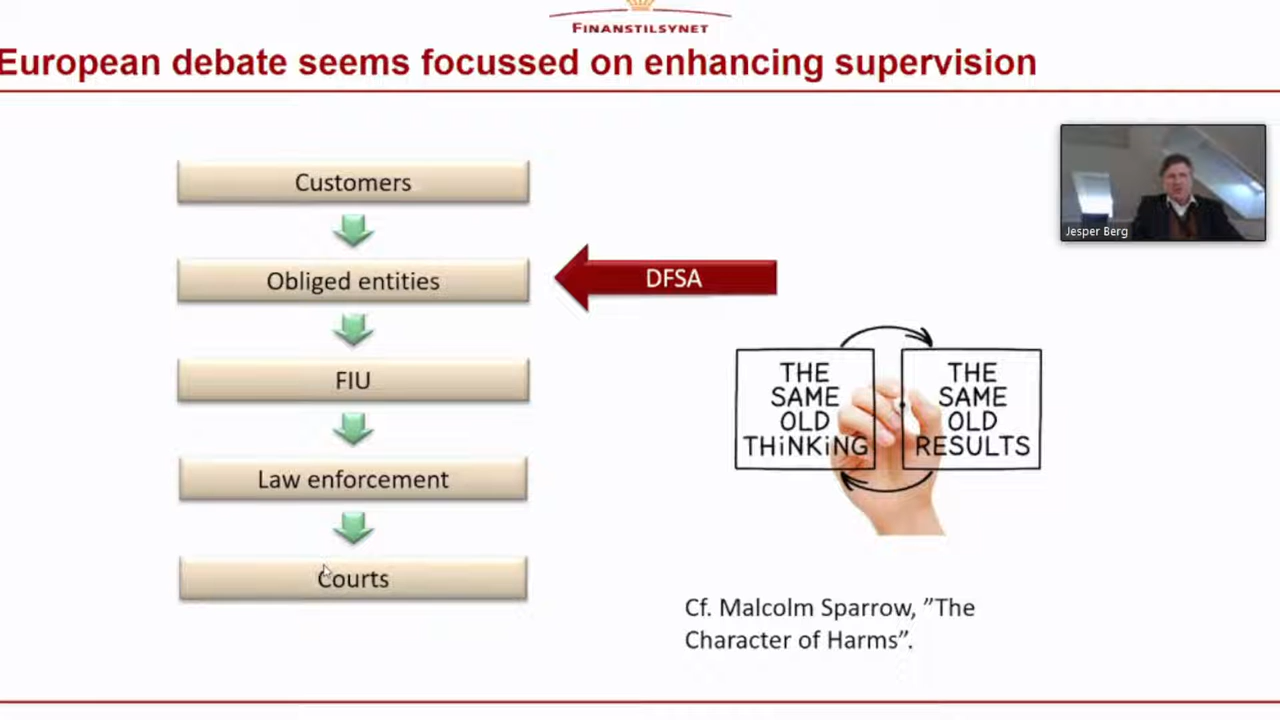 FINANSTILSYNET
European debate seems focussed on enhancing supervision
Customers
Jesper Berg
Obliged entities
DFSA
FIU
THE SAME OLD THiNKiNG
THE SAME OLD RESULTS
Law enforcement
Courts
Cf. Malcolm Sparrow, ”The
Character of Harms”.